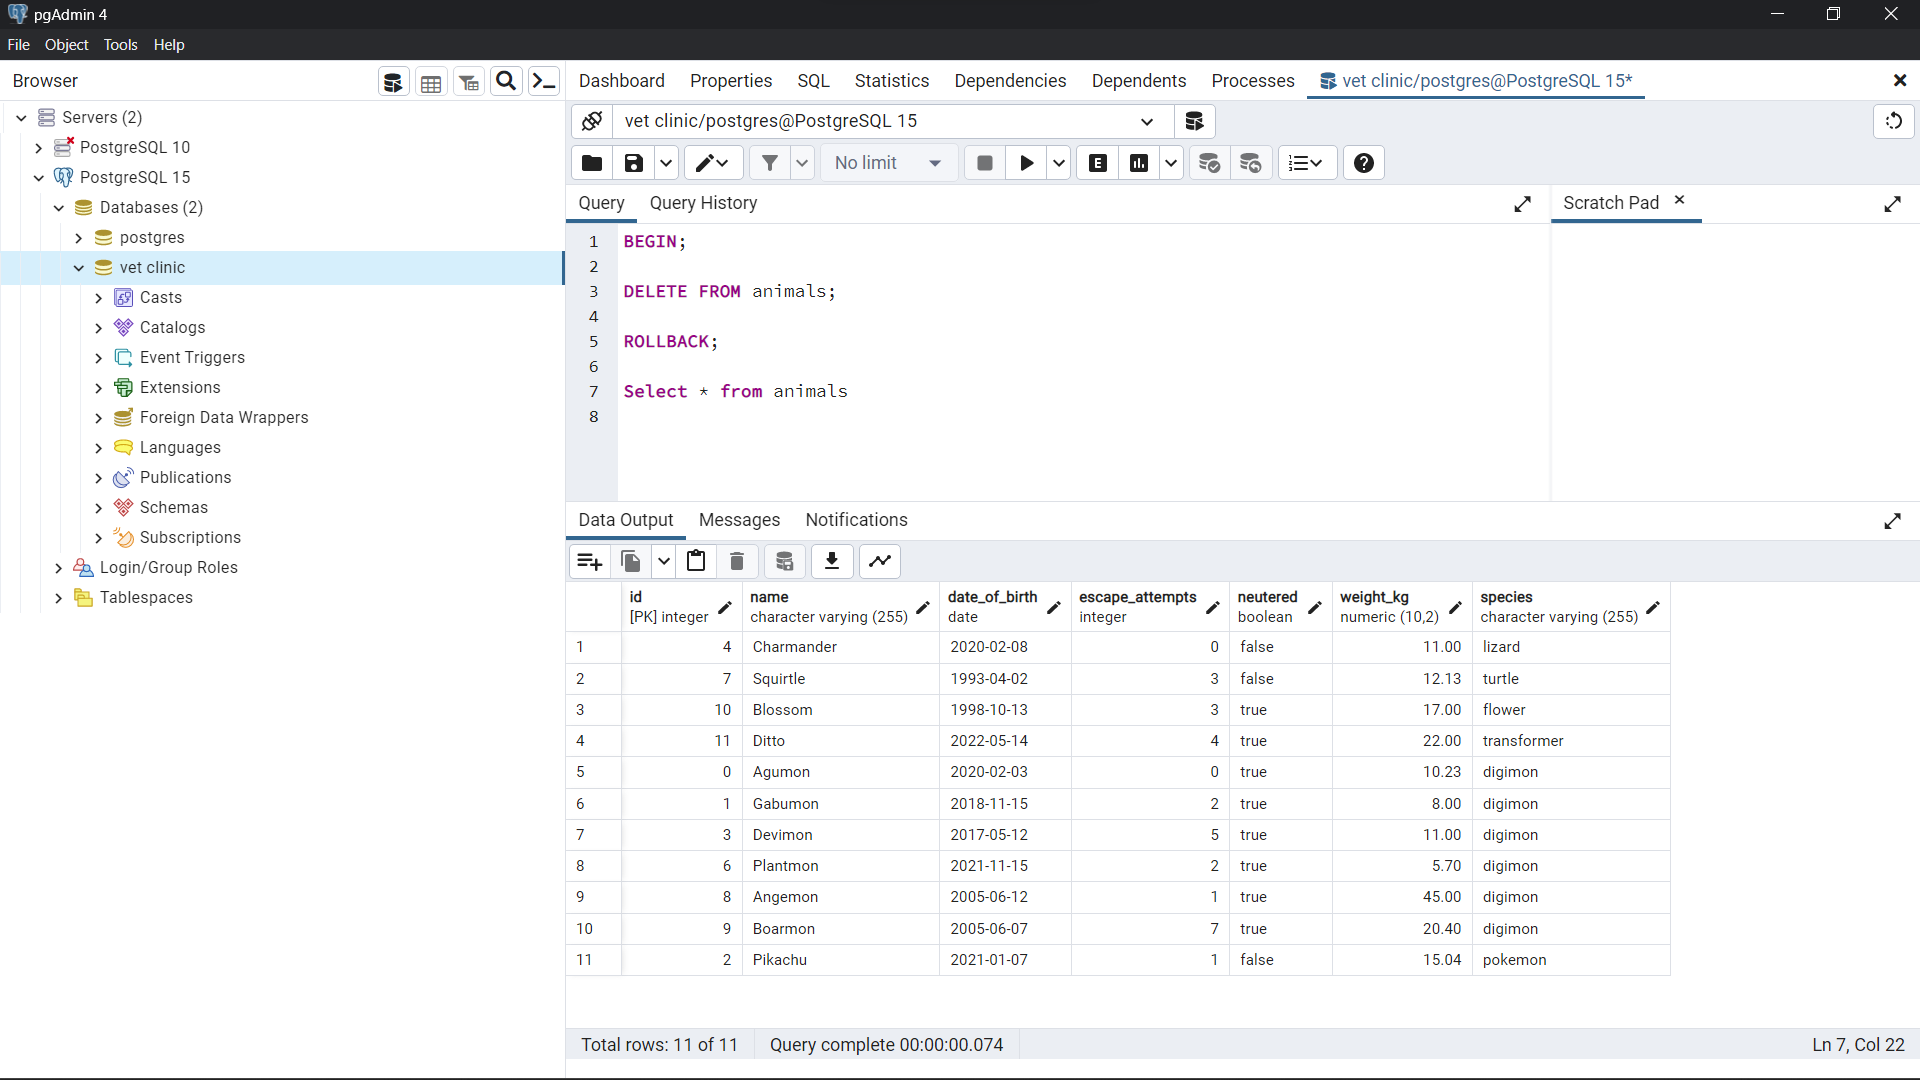 pgAdmin 4
File Object Tools Help
Browser
Dashboard Properties SQL Statistics Dependencies Dependents Processes vet clinic/postgres@PostgreSQL 15*
Servers (2)
PostgreSQL 10
PostgreSQL 15
Databases (2)
postgres
vet clinic
Casts
Catalogs
Event Triggers
Extensions
Foreign Data Wrappers
Languages
Publications
Schemas
Subscriptions
Login/Group Roles
Tablespaces
vet clinic/postgres@PostgreSQL 15
No limit
E
Query Query History
Scratch Pad
1 BEGIN;
2
3 DELETE FROM animals;
4
5 ROLLBACK;
6
7 Select * from animals
8
Data Output Messages Notifications
id name date_of_birth escape_attempts neutered weight_kg species
[PK] integer character varying (255) date integer boolean numeric (10,2) character varying (255)
1 4 Charmander 2020-02-08 0 false 11.00 lizard
2 7 Squirtle 1993-04-02 3 false 12.13 turtle
3 10 Blossom 1998-10-13 3 true 17.00 flower
4 11 Ditto 2022-05-14 4 true 22.00 transformer
5 0 Agumon 2020-02-03 0 true 10.23 digimon
6 1 Gabumon 2018-11-15 2 true 8.00 digimon
7 3 Devimon 2017-05-12 5 true 11.00 digimon
8 6 Plantmon 2021-11-15 2 true 5.70 digimon
9 8 Angemon 2005-06-12 1 true 45.00 digimon
10 9 Boarmon 2005-06-07 7 true 20.40 digimon
11 2 Pikachu 2021-01-07 1 false 15.04 pokemon
Total rows: 11 of 11 Query complete 00:00:00.074 Ln 7, Col 22